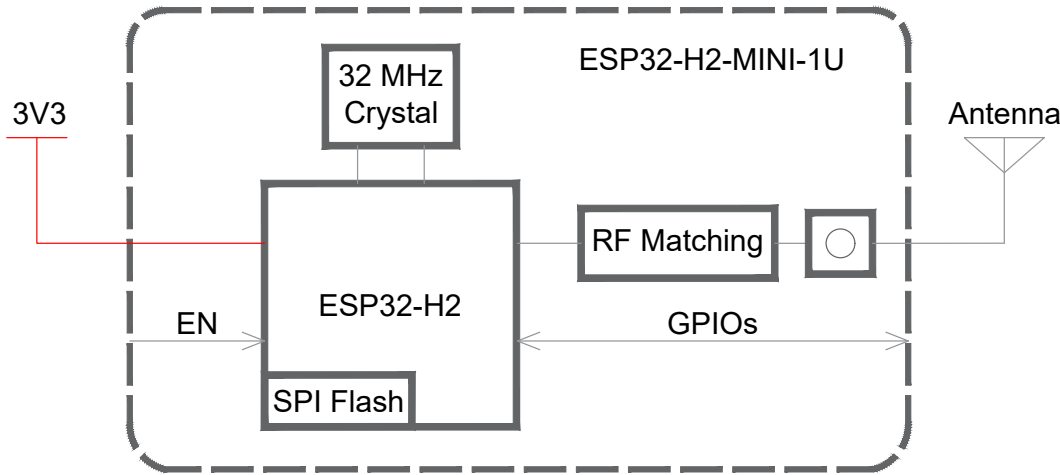 ESP32-H2-MINI-1U
32 MHz
Crystal
3V3
Antenna
RF Matching
ESP32-H2
EN
GPIOs
SPI Flash